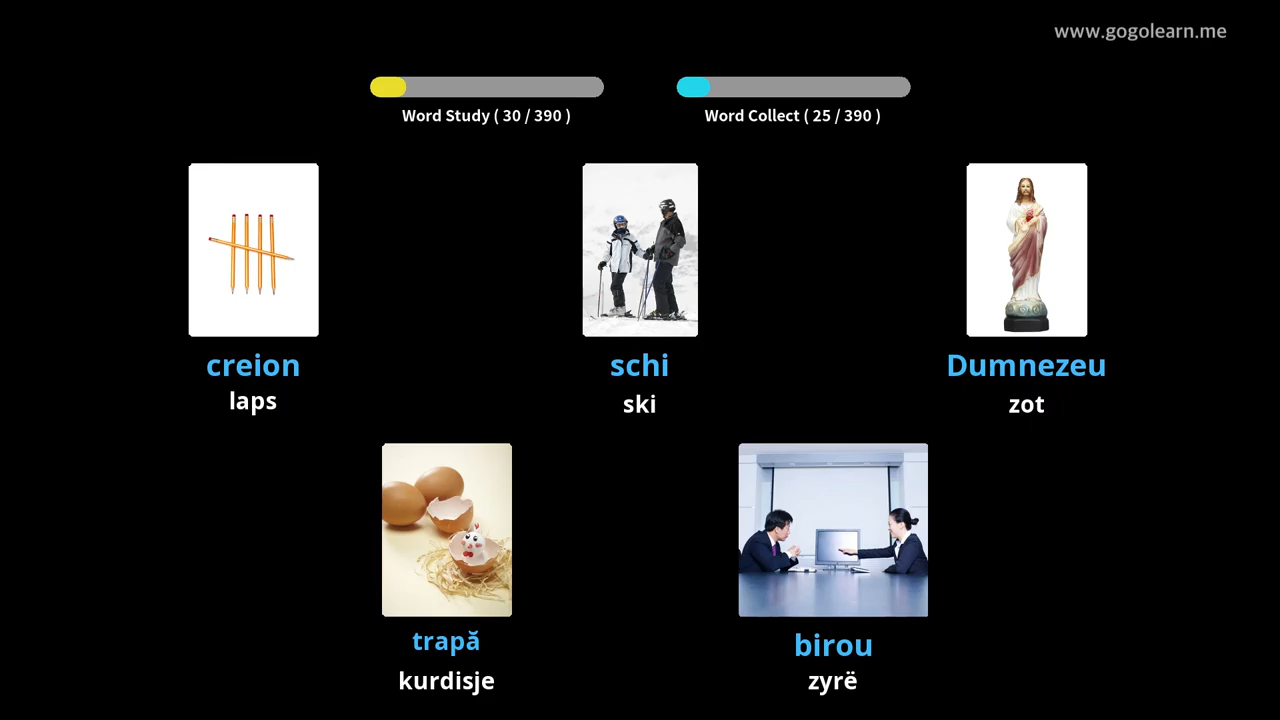 www.gogolearn.me
Word Study ( 30 / 390 )
Word Collect ( 25 / 390 )
creion
laps
schi
ski
Dumnezeu
zot
trapă
kurdisje
birou
zyrë